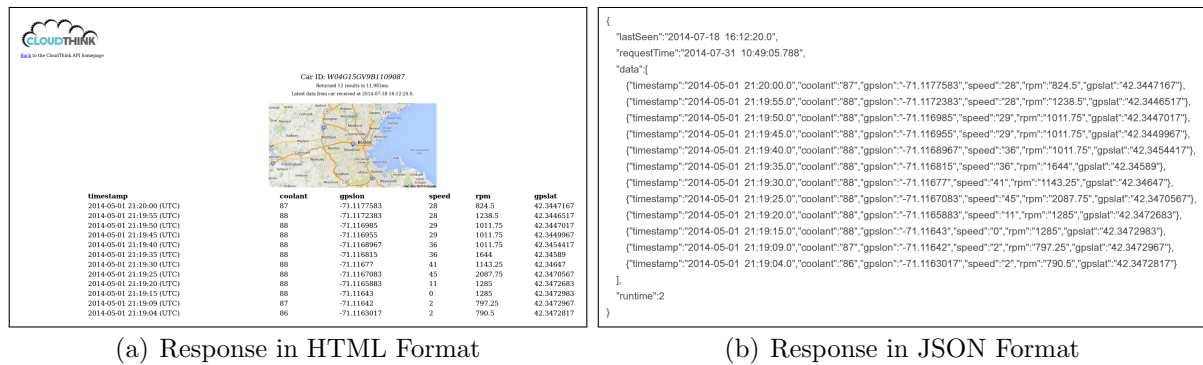 CLOUDTHINK
Back to the CloudThink API homepage
Car ID: W04G15GV9B1109087
Returned 12 results in 11,983ms.
Latest data from car received at 2014-07-18 16:12:20.0.
Boston
timestamp coolant gpslon speed rpm gpslat
2014-05-01 21:20:00 (UTC) 87 -71.1177583 28 824.5 42.3447167
2014-05-01 21:19:55 (UTC) 88 -71.1172383 28 1238.5 42.3446517
2014-05-01 21:19:50 (UTC) 88 -71.116985 29 1011.75 42.3447017
2014-05-01 21:19:45 (UTC) 88 -71.116955 29 1011.75 42.3449967
2014-05-01 21:19:40 (UTC) 88 -71.1168967 36 1011.75 42.3454417
2014-05-01 21:19:35 (UTC) 88 -71.116815 36 1644 42.34589
2014-05-01 21:19:30 (UTC) 88 -71.11677 41 1143.25 42.34647
2014-05-01 21:19:25 (UTC) 88 -71.1167083 45 2087.75 42.3470567
2014-05-01 21:19:20 (UTC) 88 -71.1165883 11 1285 42.3472683
2014-05-01 21:19:15 (UTC) 88 -71.11643 0 1285 42.3472983
2014-05-01 21:19:09 (UTC) 87 -71.11642 2 797.25 42.3472967
2014-05-01 21:19:04 (UTC) 86 -71.1163017 2 790.5 42.3472817
(a) Response in HTML Format
{
"lastSeen":"2014-07-18 16:12:20.0",
"requestTime":"2014-07-31 10:49:05.788",
"data":[
{"timestamp":"2014-05-01 21:20:00.0","coolant":"87","gpslon":"-71.1177583","speed":"28","rpm":"824.5","gpslat":"42.3447167"},
{"timestamp":"2014-05-01 21:19:55.0","coolant":"88","gpslon":"-71.1172383","speed":"28","rpm":"1238.5","gpslat":"42.3446517"},
{"timestamp":"2014-05-01 21:19:50.0","coolant":"88","gpslon":"-71.116985","speed":"29","rpm":"1011.75","gpslat":"42.3447017"},
{"timestamp":"2014-05-01 21:19:45.0","coolant":"88","gpslon":"-71.116955","speed":"29","rpm":"1011.75","gpslat":"42.3449967"},
{"timestamp":"2014-05-01 21:19:40.0","coolant":"88","gpslon":"-71.1168967","speed":"36","rpm":"1011.75","gpslat":"42.3454417"},
{"timestamp":"2014-05-01 21:19:35.0","coolant":"88","gpslon":"-71.116815","speed":"36","rpm":"1644","gpslat":"42.34589"},
{"timestamp":"2014-05-01 21:19:30.0","coolant":"88","gpslon":"-71.11677","speed":"41","rpm":"1143.25","gpslat":"42.34647"},
{"timestamp":"2014-05-01 21:19:25.0","coolant":"88","gpslon":"-71.1167083","speed":"45","rpm":"2087.75","gpslat":"42.3470567"},
{"timestamp":"2014-05-01 21:19:20.0","coolant":"88","gpslon":"-71.1165883","speed":"11","rpm":"1285","gpslat":"42.3472683"},
{"timestamp":"2014-05-01 21:19:15.0","coolant":"88","gpslon":"-71.11643","speed":"0","rpm":"1285","gpslat":"42.3472983"},
{"timestamp":"2014-05-01 21:19:09.0","coolant":"87","gpslon":"-71.11642","speed":"2","rpm":"797.25","gpslat":"42.3472967"},
{"timestamp":"2014-05-01 21:19:04.0","coolant":"86","gpslon":"-71.1163017","speed":"2","rpm":"790.5","gpslat":"42.3472817"}
],
"runtime":2
}
(b) Response in JSON Format